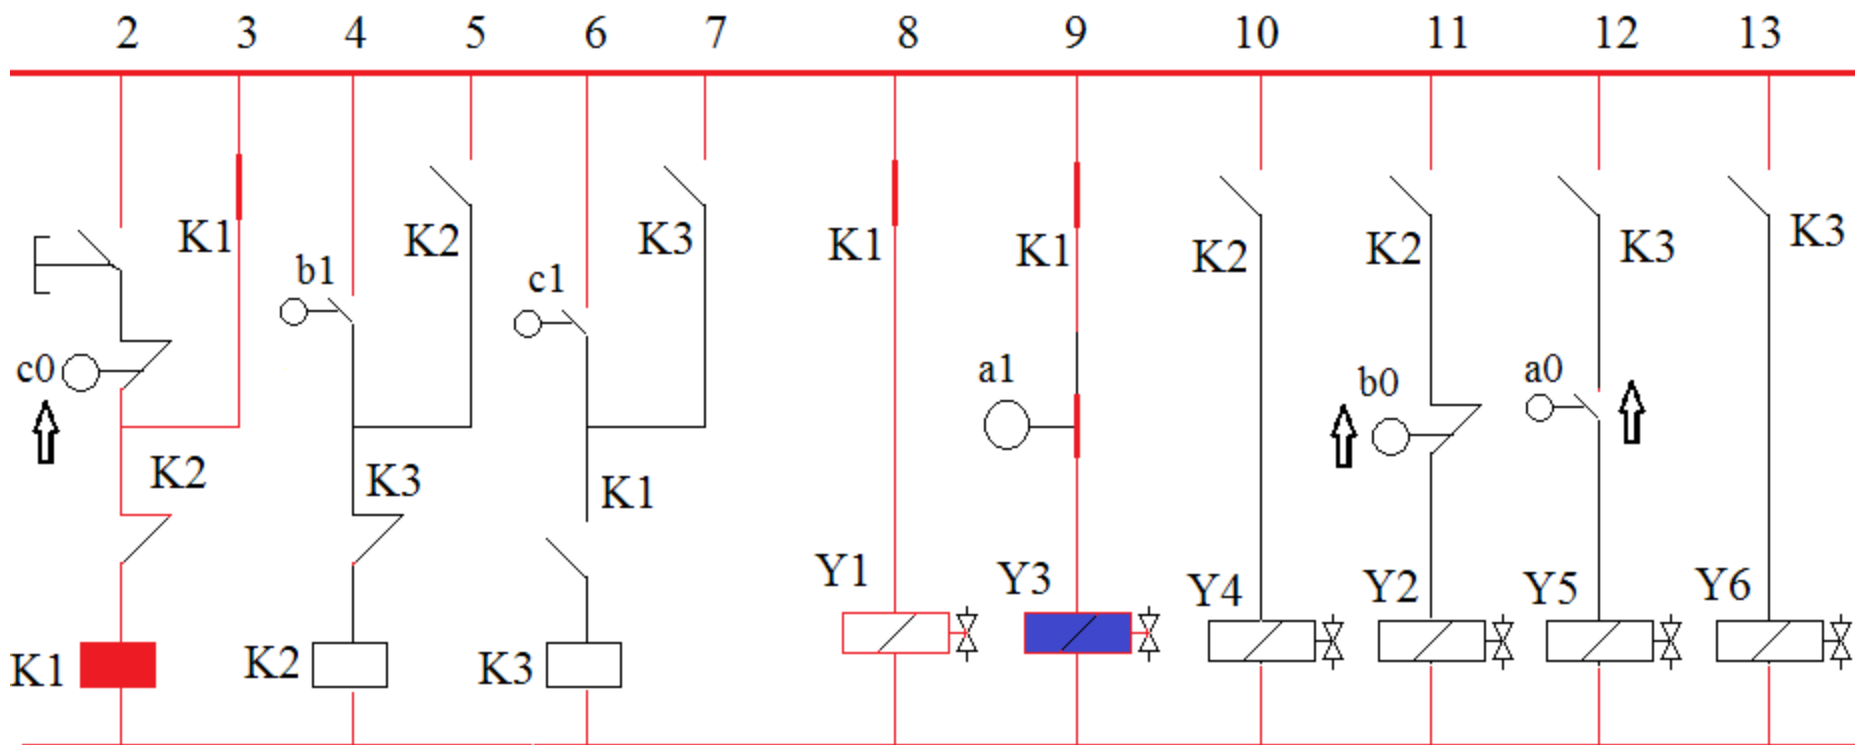 2 3 4 5 6 7 8 9 10 11 12 13
K1 K2 K3 K1 K1 K2 K2 K3 K3
b1 c1
c0 a1 b0 a0
K2 K3 K1
Y1 Y3 Y4 Y2 Y5 Y6
K1 K2 K3